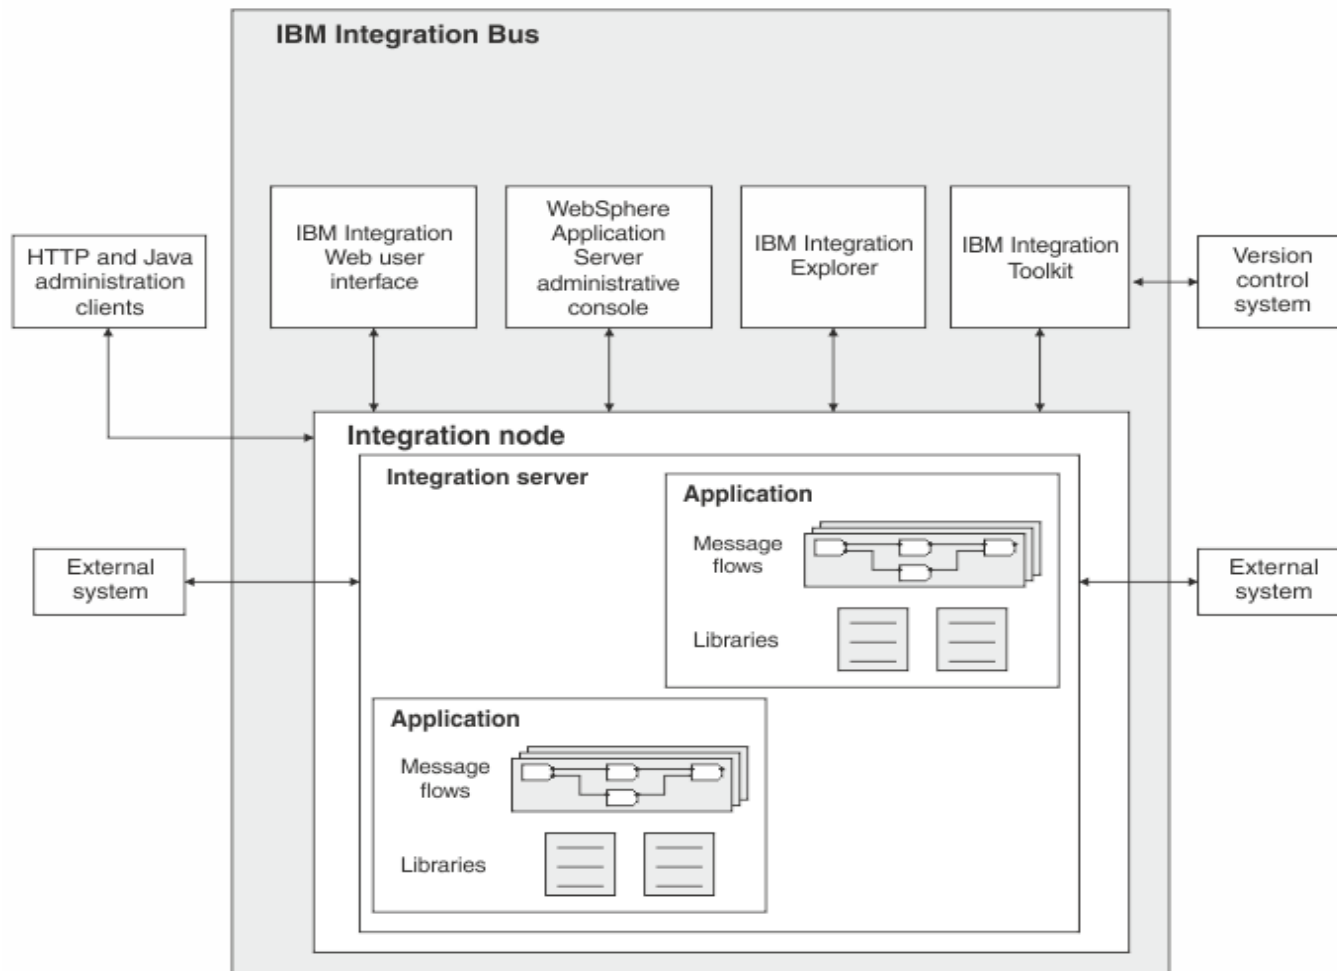 IBM Integration Bus
HTTP and Java
administration
clients
IBM Integration
Web user
interface
WebSphere
Application
Server
administrative
console
IBM Integration
Explorer
IBM Integration
Toolkit
Version
control
system
Integration node
Integration server
Application
Message
flows
Libraries
External
system
External
system
Application
Message
flows
Libraries